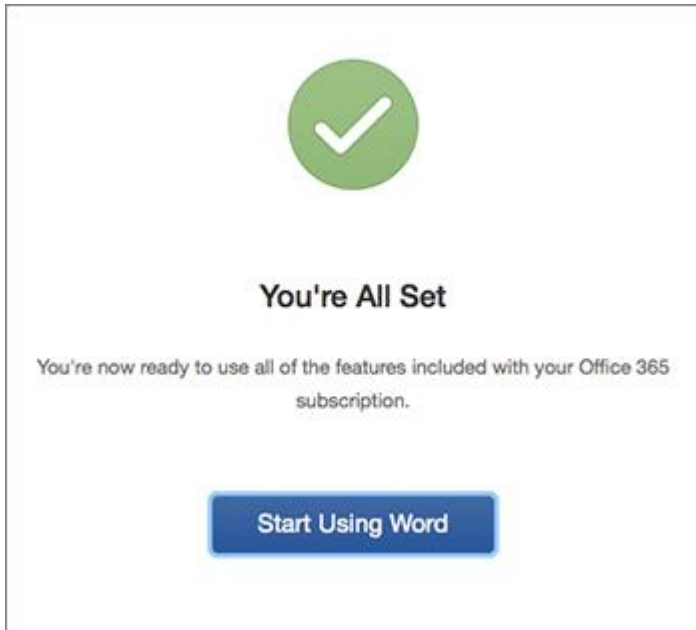 You're All Set
You're now ready to use all of the features included with your Office 365
subscription.
Start Using Word